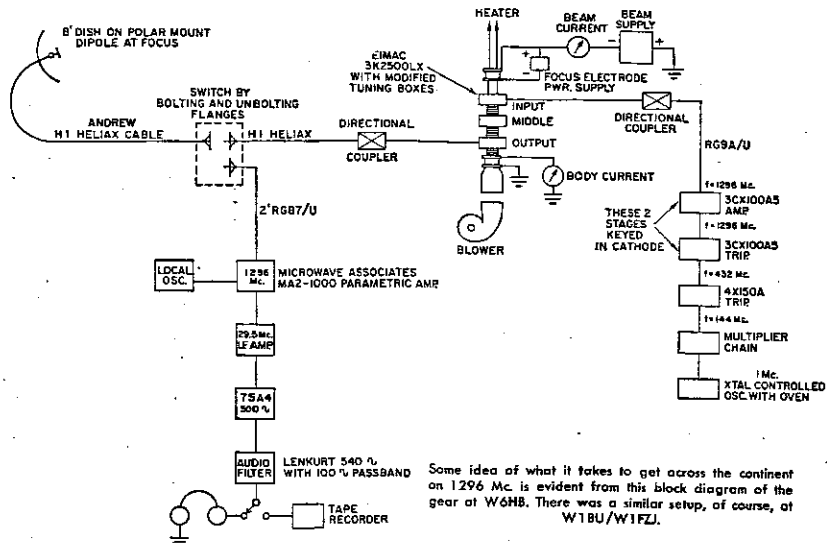 8' DISH ON POLAR MOUNT
DIPOLE AT FOCUS
HEATER
BEAM
CURRENT
BEAM
SUPPLY
EIMAC
3K2500LX
WITH MODIFIED
TUNING BOXES
FOCUS ELECTRODE
PWR. SUPPLY
SWITCH BY
BOLTING AND UNBOLTING
FLANGES
INPUT
MIDDLE
OUTPUT
ANDREW
H1 HELIAX CABLE
H1 HELIAX
DIRECTIONAL
COUPLER
DIRECTIONAL
COUPLER
RG9A/U
BODY CURRENT
BLOWER
2' RG87/U
f=1296 Mc.
3CX100A5
AMP
f=1296 Mc.
THESE 2
STAGES
KEYED
IN CATHODE
3CX100A5
TRIP.
f=432 Mc.
4X150A
TRIP.
f=144 Mc.
MULTIPLIER
CHAIN
1 Mc.
XTAL CONTROLLED
OSC. WITH OVEN
LOCAL
OSC.
1296
Mc.
MICROWAVE ASSOCIATES
MA2-1000 PARAMETRIC AMP.
29.5 Mc.
I.F. AMP
75A4
500 ~
AUDIO
FILTER
LENKURT 540 ~
WITH 100 ~ PASSBAND
TAPE
RECORDER
Some idea of what it takes to get across the continent
on 1296 Mc. is evident from this block diagram of the
gear at W6HB. There was a similar setup, of course, at
W1BU/W1FZJ.